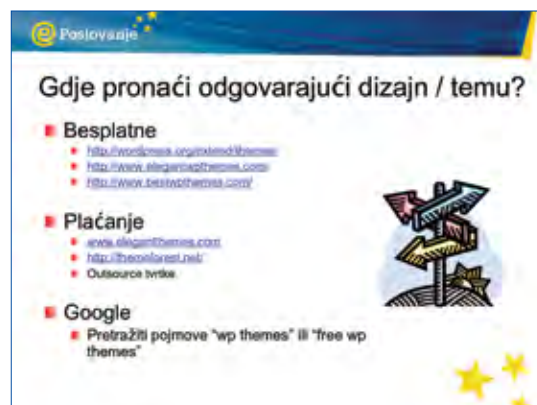 e Poslovanje
Gdje pronaći odgovarajući dizajn / temu?
Besplatne
http://wordpress.org/extend/themes/
http://www.elegantwpthemes.com/
http://www.bestwpthemes.com/
Plaćanje
www.elegantthemes.com
http://themeforest.net/
Outsource tvrtke
Google
Pretražiti pojmove “wp themes” ili “free wp
themes”